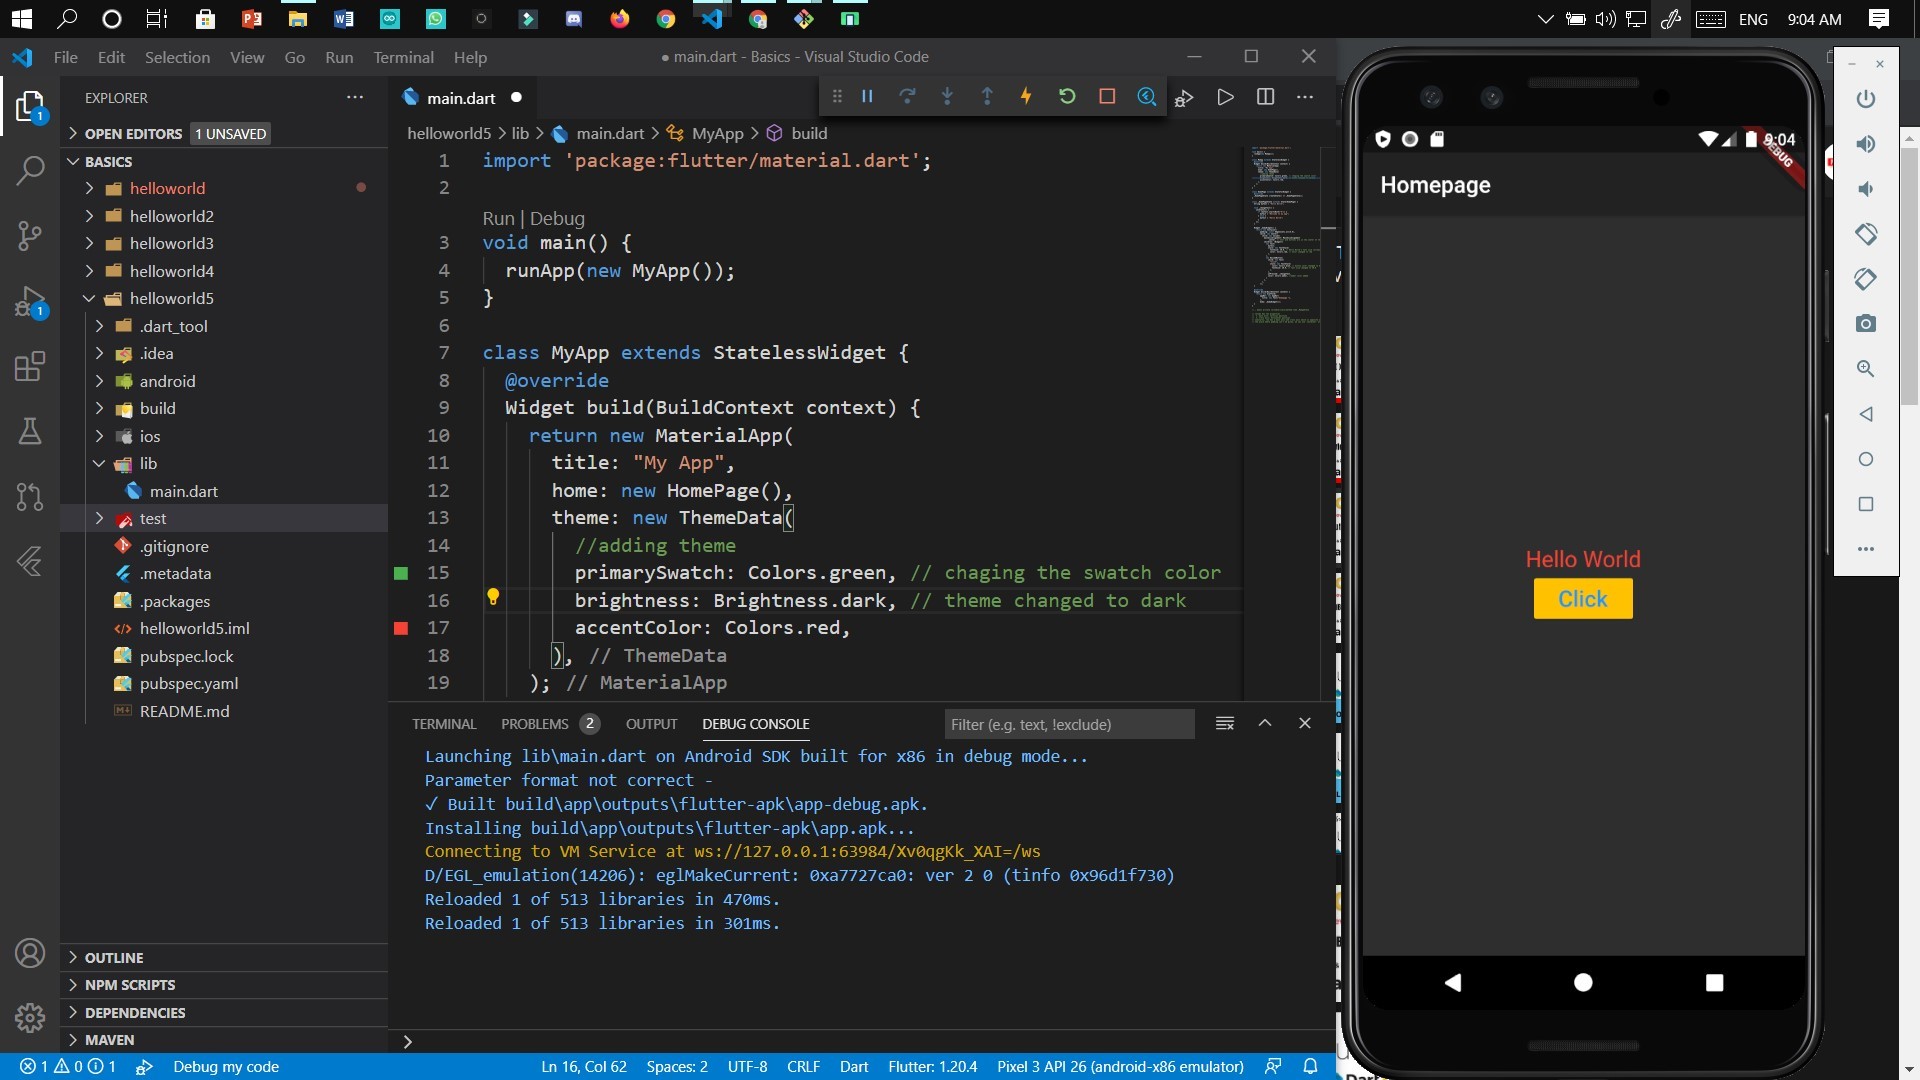 ENG 9:04 AM
File Edit Selection View Go Run Terminal Help
● main.dart - Basics - Visual Studio Code
EXPLORER
OPEN EDITORS 1 UNSAVED
BASICS
helloworld
helloworld2
helloworld3
helloworld4
helloworld5
.dart_tool
.idea
android
build
ios
lib
main.dart
test
.gitignore
.metadata
.packages
helloworld5.iml
pubspec.lock
pubspec.yaml
README.md
OUTLINE
NPM SCRIPTS
DEPENDENCIES
MAVEN
main.dart
helloworld5 > lib > main.dart > MyApp > build
1 import 'package:flutter/material.dart';
2
Run | Debug
3 void main() {
4 runApp(new MyApp());
5 }
6
7 class MyApp extends StatelessWidget {
8 @override
9 Widget build(BuildContext context) {
10 return new MaterialApp(
11 title: "My App",
12 home: new HomePage(),
13 theme: new ThemeData(
14 //adding theme
15 primarySwatch: Colors.green, // chaging the swatch color
16 brightness: Brightness.dark, // theme changed to dark
17 accentColor: Colors.red,
18 ), // ThemeData
19 ); // MaterialApp
TERMINAL PROBLEMS 2 OUTPUT DEBUG CONSOLE Filter (e.g. text, !exclude)
Launching lib\main.dart on Android SDK built for x86 in debug mode...
Parameter format not correct -
✓ Built build\app\outputs\flutter-apk\app-debug.apk.
Installing build\app\outputs\flutter-apk\app.apk...
Connecting to VM Service at ws://127.0.0.1:63984/Xv0qgKk_XAI=/ws
D/EGL_emulation(14206): eglMakeCurrent: 0xa7727ca0: ver 2 0 (tinfo 0x96d1f730)
Reloaded 1 of 513 libraries in 470ms.
Reloaded 1 of 513 libraries in 301ms.
1 0 1 Debug my code Ln 16, Col 62 Spaces: 2 UTF-8 CRLF Dart Flutter: 1.20.4 Pixel 3 API 26 (android-x86 emulator)
9:04
DEBUG
Homepage
Hello World
Click